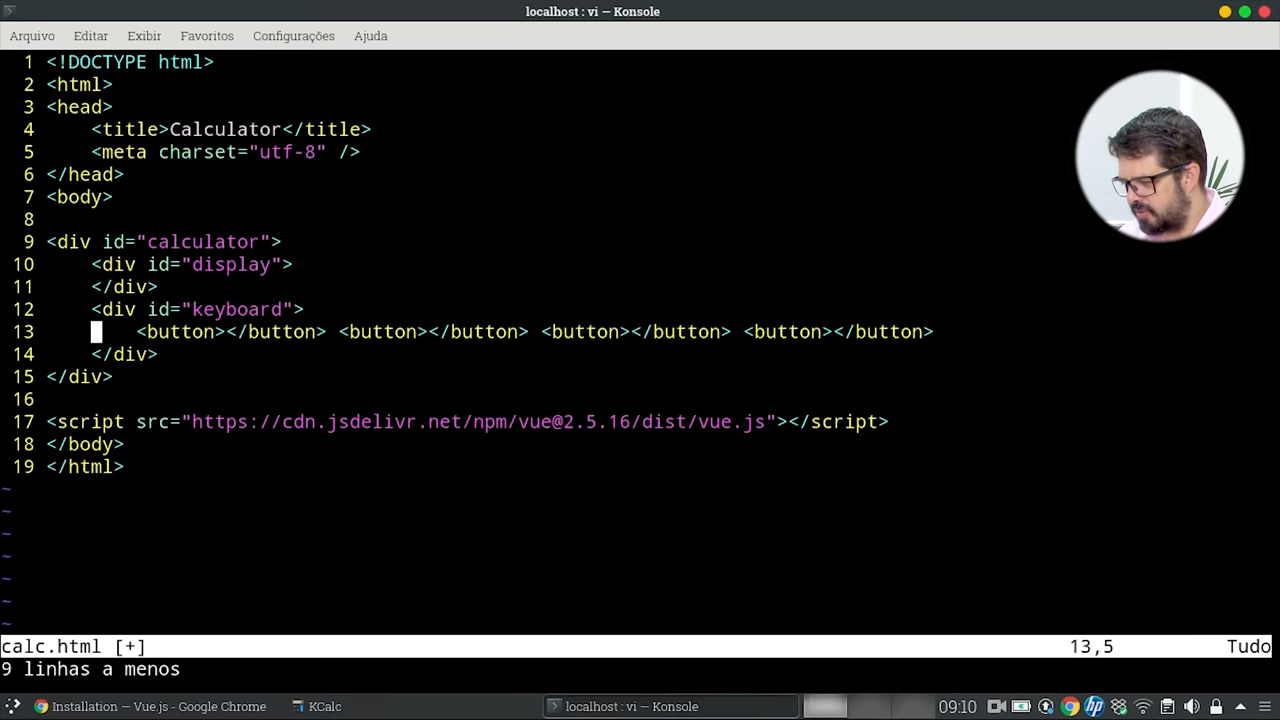 localhost : vi — Konsole
Arquivo Editar Exibir Favoritos Configurações Ajuda
1 <!DOCTYPE html>
2 <html>
3 <head>
4     <title>Calculator</title>
5     <meta charset="utf-8" />
6 </head>
7 <body>
8
9 <div id="calculator">
10     <div id="display">
11     </div>
12     <div id="keyboard">
13         <button></button> <button></button> <button></button> <button></button>
14     </div>
15 </div>
16
17 <script src="https://cdn.jsdelivr.net/npm/vue@2.5.16/dist/vue.js"></script>
18 </body>
19 </html>
~
~
~
~
~
~
~
calc.html [+] 13,5 Tudo
9 linhas a menos
Installation — Vue.js - Google Chrome KCalc localhost : vi — Konsole 09:10